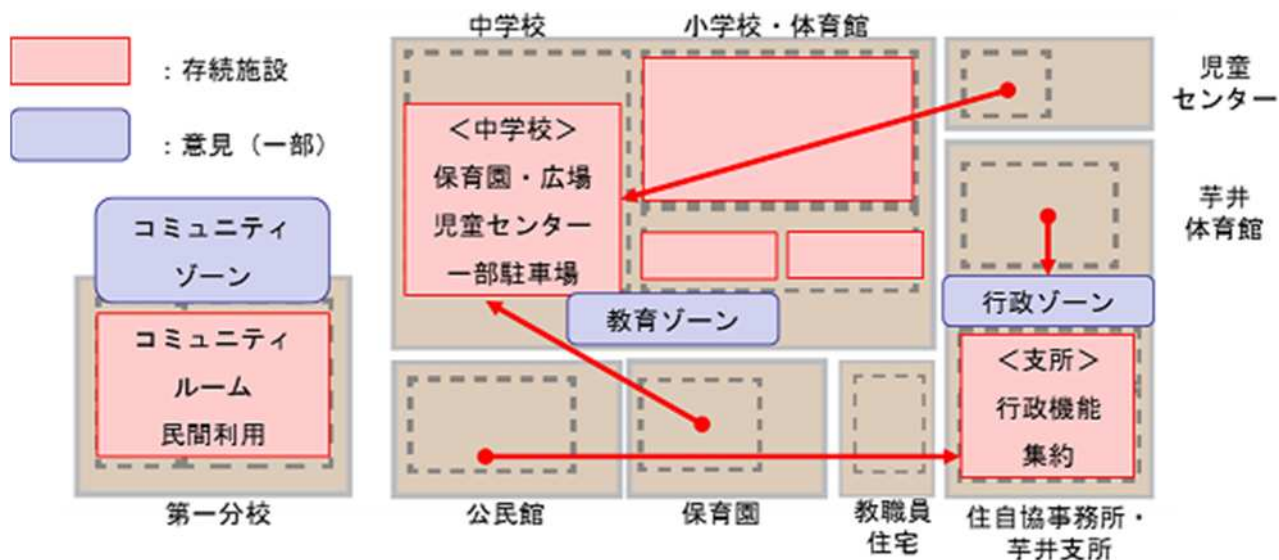 中学校
小学校・体育館
：存続施設
：意見（一部）
児童
センター
芋井
体育館
＜中学校＞
保育園・広場
児童センター
一部駐車場
コミュニティ
ゾーン
教育ゾーン
行政ゾーン
コミュニティ
ルーム
民間利用
＜支所＞
行政機能
集約
第一分校
公民館
保育園
教職員
住宅
住自協事務所・
芋井支所